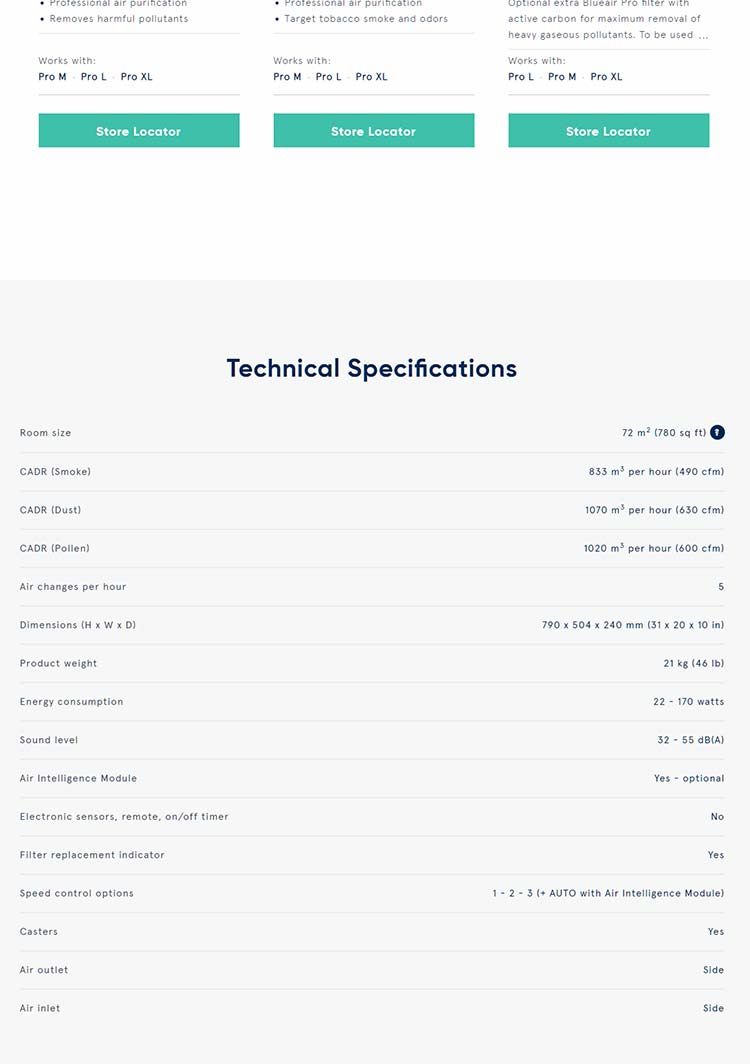 • Professional air purification
• Removes harmful pollutants
Works with:
Pro M · Pro L · Pro XL
Store Locator
• Professional air purification
• Target tobacco smoke and odors
Works with:
Pro M · Pro L · Pro XL
Store Locator
Optional extra Blueair Pro filter with
active carbon for maximum removal of
heavy gaseous pollutants. To be used ...
Works with:
Pro L · Pro M · Pro XL
Store Locator
Technical Specifications
Room size 72 m² (780 sq ft) ?
CADR (Smoke) 833 m³ per hour (490 cfm)
CADR (Dust) 1070 m³ per hour (630 cfm)
CADR (Pollen) 1020 m³ per hour (600 cfm)
Air changes per hour 5
Dimensions (H x W x D) 790 x 504 x 240 mm (31 x 20 x 10 in)
Product weight 21 kg (46 lb)
Energy consumption 22 - 170 watts
Sound level 32 - 55 dB(A)
Air Intelligence Module Yes - optional
Electronic sensors, remote, on/off timer No
Filter replacement indicator Yes
Speed control options 1 - 2 - 3 (+ AUTO with Air Intelligence Module)
Casters Yes
Air outlet Side
Air inlet Side